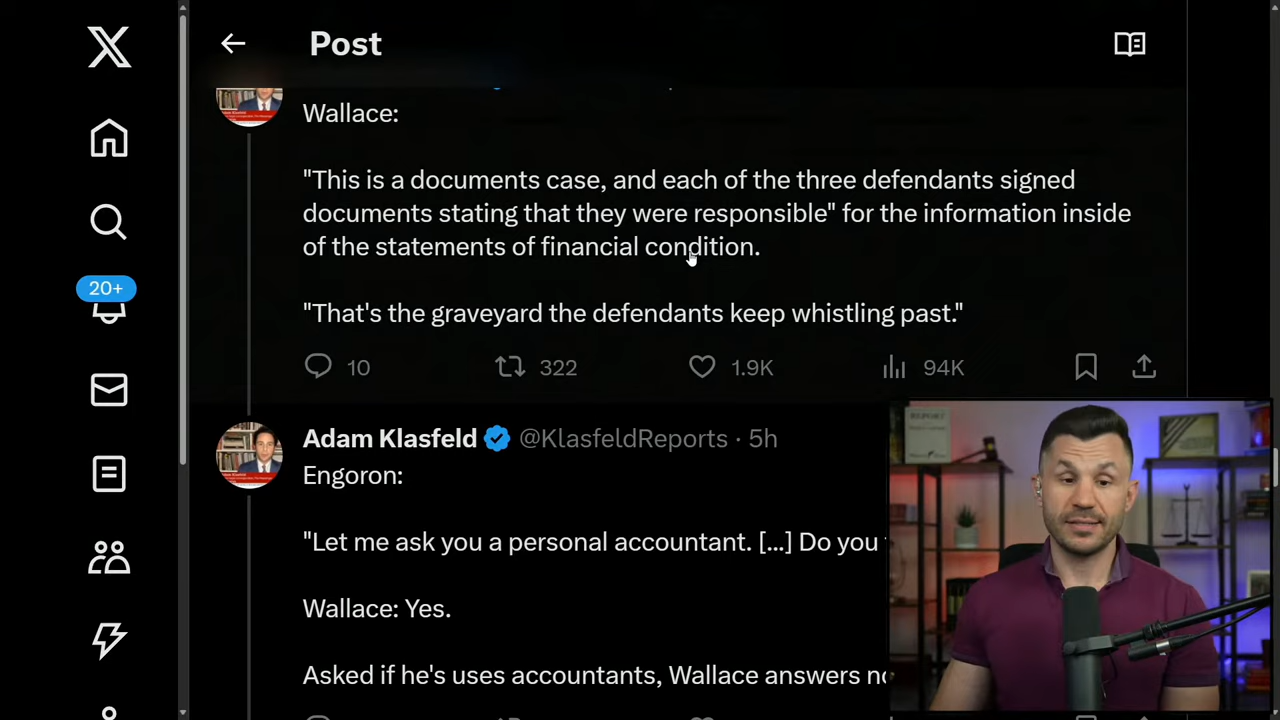 Post
Wallace:
"This is a documents case, and each of the three defendants signed
documents stating that they were responsible" for the information inside
of the statements of financial condition.
"That's the graveyard the defendants keep whistling past."
10 322 1.9K 94K
20+
Adam Klasfeld @KlasfeldReports · 5h
Engoron:
"Let me ask you a personal accountant. [...] Do you
Wallace: Yes.
Asked if he's uses accountants, Wallace answers
REPORT